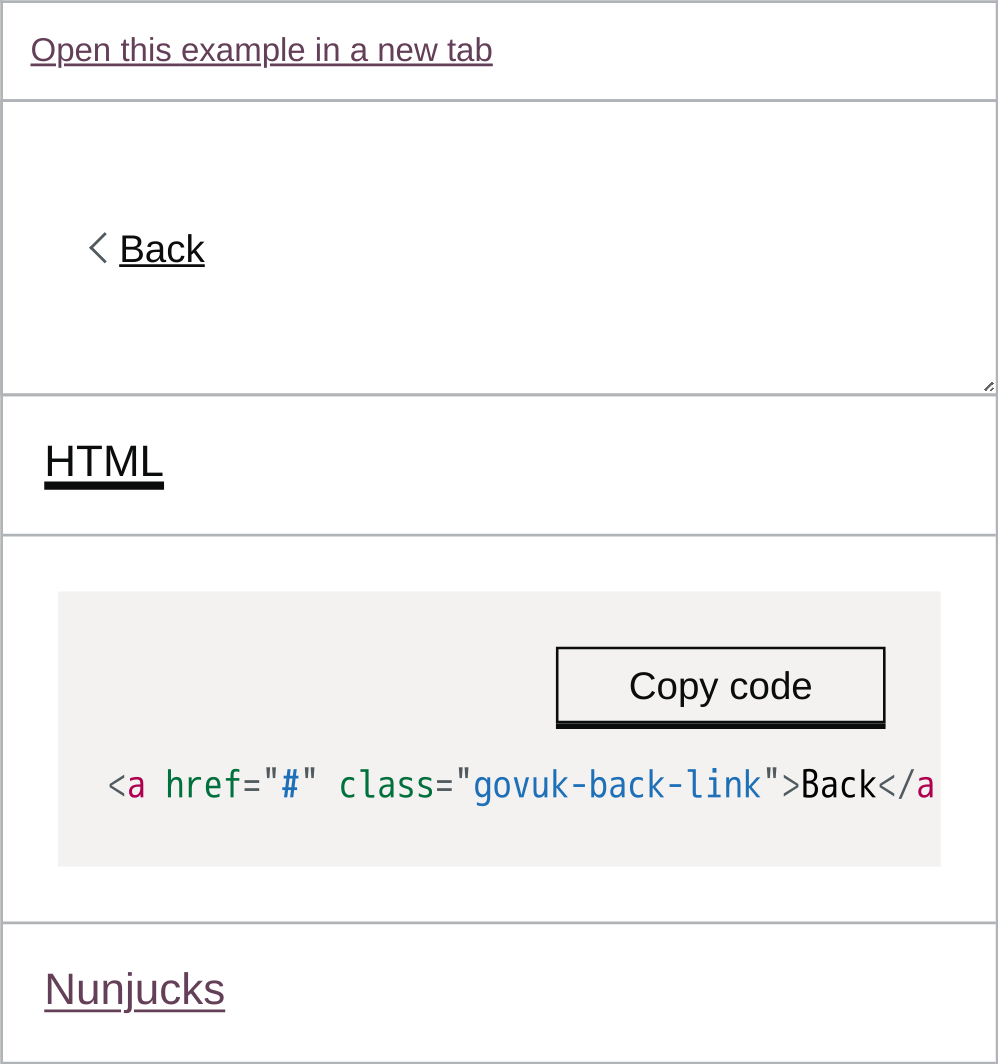 Open this example in a new tab
Back
HTML
Copy code
<a href="#" class="govuk-back-link">Back</a
Nunjucks